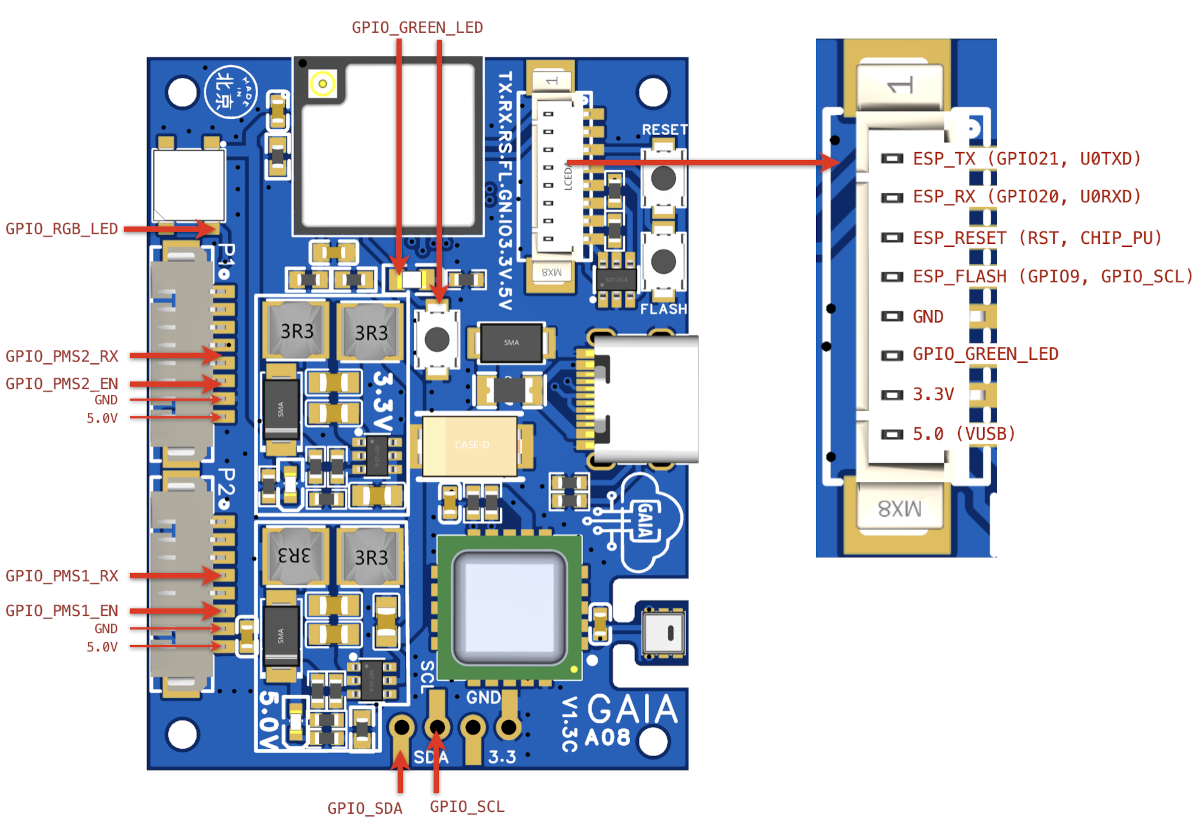 GPIO_GREEN_LED
MADE
IN
北京
TX.RX.RS.FL.GN.IO3.3V.5V
1
LCEDA
MX8
RESET
FLASH
GPIO_RGB_LED
P1
GPIO_PMS2_RX
GPIO_PMS2_EN
GND
5.0V
3R3
3R3
SMA
SMA
3.3V
CASE-D
P2
GAIA
GPIO_PMS1_RX
GPIO_PMS1_EN
GND
5.0V
3R3
3R3
SMA
5.0V
SCL
GND
SDA
3.3
V1.3C
GAIA
A08
GPIO_SDA
GPIO_SCL
1
ESP_TX (GPIO21, U0TXD)
ESP_RX (GPIO20, U0RXD)
ESP_RESET (RST, CHIP_PU)
ESP_FLASH (GPIO9, GPIO_SCL)
GND
GPIO_GREEN_LED
3.3V
5.0 (VUSB)
MX8